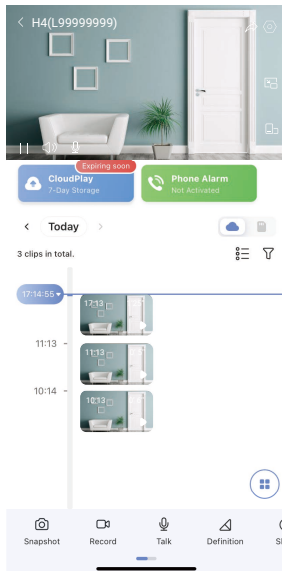 H4(L99999999)
Expiring soon
CloudPlay
7-Day Storage
Phone Alarm
Not Activated
Today
3 clips in total.
17:14:55
17:13
11:13
11:13
10:14
10:13
Snapshot
Record
Talk
Definition